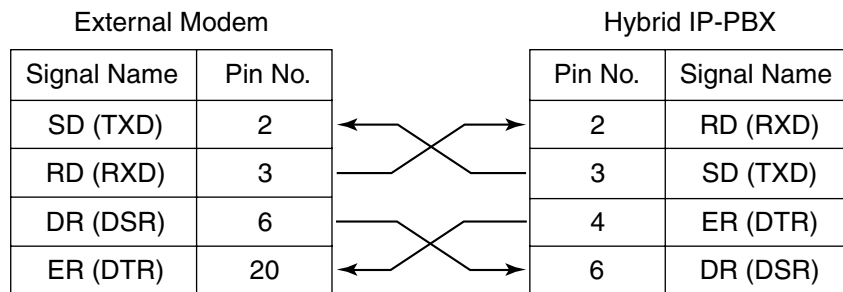 External Modem Hybrid IP-PBX
Signal Name Pin No. Pin No. Signal Name
SD (TXD) 2 2 RD (RXD)
RD (RXD) 3 3 SD (TXD)
DR (DSR) 6 4 ER (DTR)
ER (DTR) 20 6 DR (DSR)